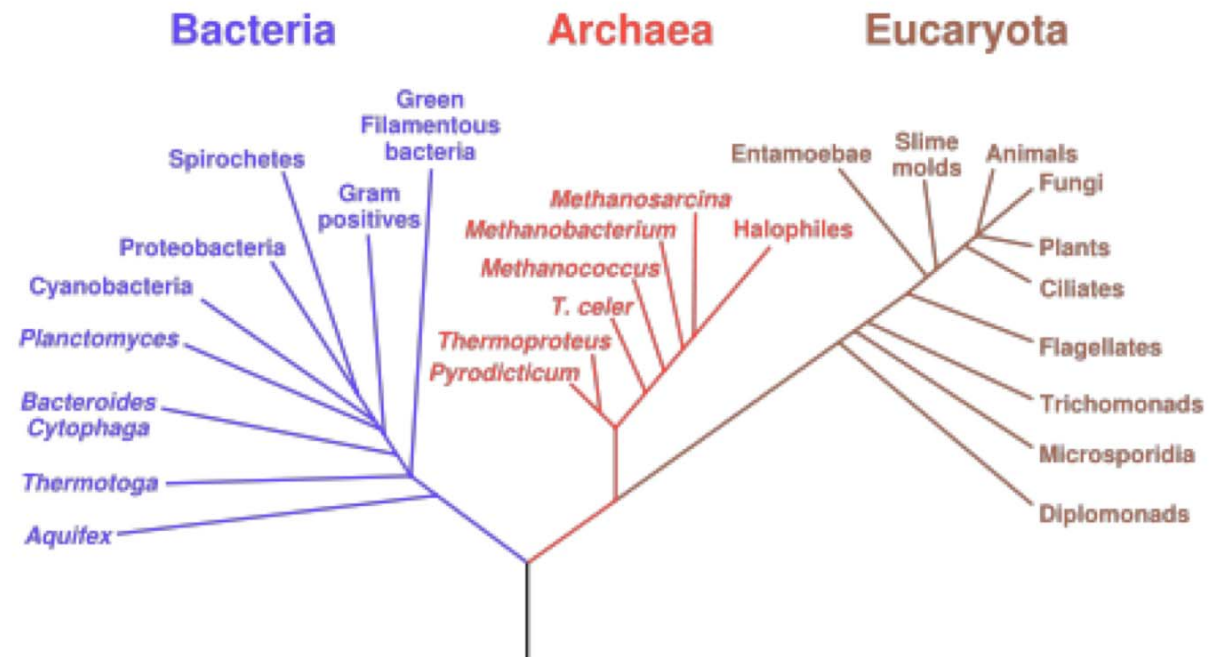 Bacteria
Archaea
Eucaryota
Green
Filamentous
bacteria
Spirochetes
Gram
positives
Proteobacteria
Cyanobacteria
Planctomyces
Bacteroides
Cytophaga
Thermotoga
Aquifex
Methanosarcina
Methanobacterium
Halophiles
Methanococcus
T. celer
Thermoproteus
Pyrodicticum
Entamoebae
Slime
molds
Animals
Fungi
Plants
Ciliates
Flagellates
Trichomonads
Microsporidia
Diplomonads